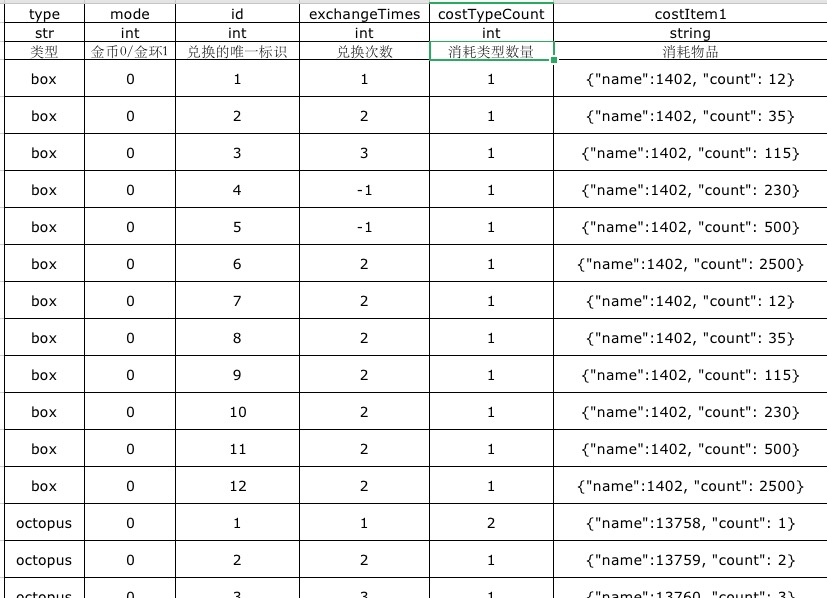 type mode id exchangeTimes costTypeCount costItem1
str int int int int string
类型 金币0/金环1 兑换的唯一标识 兑换次数 消耗类型数量 消耗物品
box 0 1 1 1 {"name":1402, "count": 12}
box 0 2 2 1 {"name":1402, "count": 35}
box 0 3 3 1 {"name":1402, "count": 115}
box 0 4 -1 1 {"name":1402, "count": 230}
box 0 5 -1 1 {"name":1402, "count": 500}
box 0 6 2 1 {"name":1402, "count": 2500}
box 0 7 2 1 {"name":1402, "count": 12}
box 0 8 2 1 {"name":1402, "count": 35}
box 0 9 2 1 {"name":1402, "count": 115}
box 0 10 2 1 {"name":1402, "count": 230}
box 0 11 2 1 {"name":1402, "count": 500}
box 0 12 2 1 {"name":1402, "count": 2500}
octopus 0 1 1 2 {"name":13758, "count": 1}
octopus 0 2 2 1 {"name":13759, "count": 2}
octopus 0 3 3 1 {"name":13760, "count": 3}